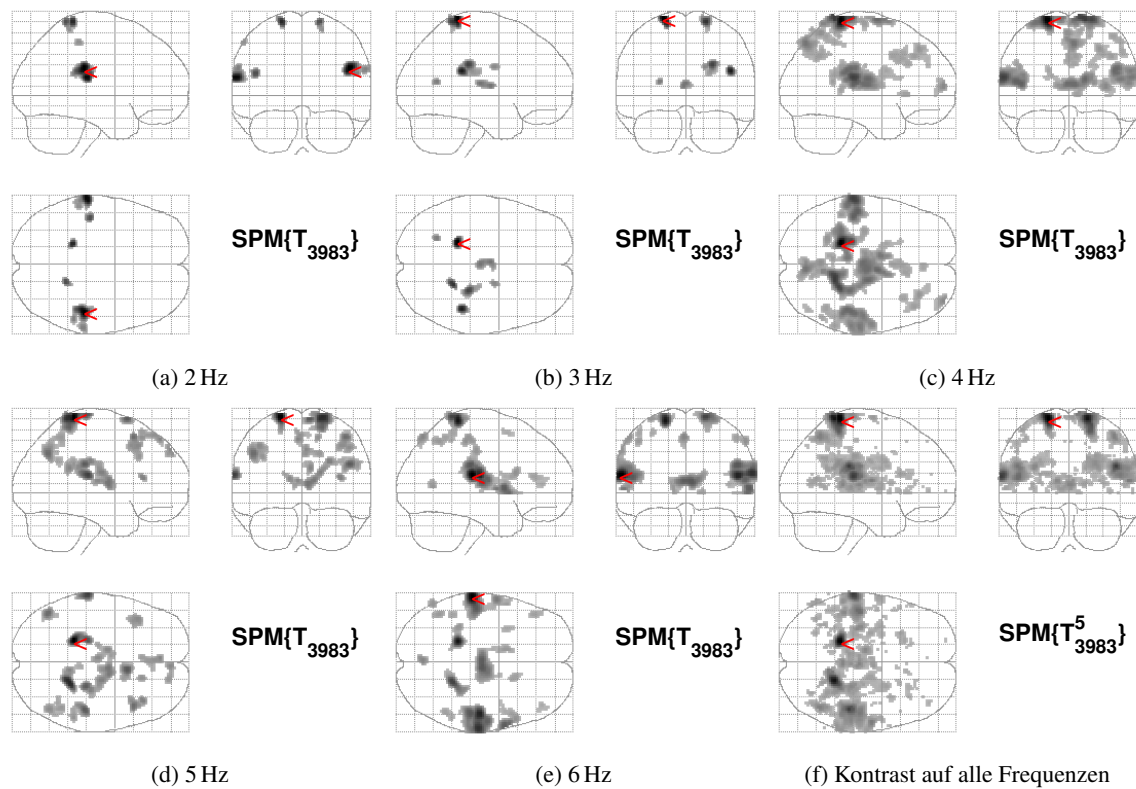 SPM{T3983}
SPM{T3983}
SPM{T3983}
(a) 2 Hz
(b) 3 Hz
(c) 4 Hz
SPM{T3983}
SPM{T3983}
SPM{T⁵3983}
(d) 5 Hz
(e) 6 Hz
(f) Kontrast auf alle Frequenzen